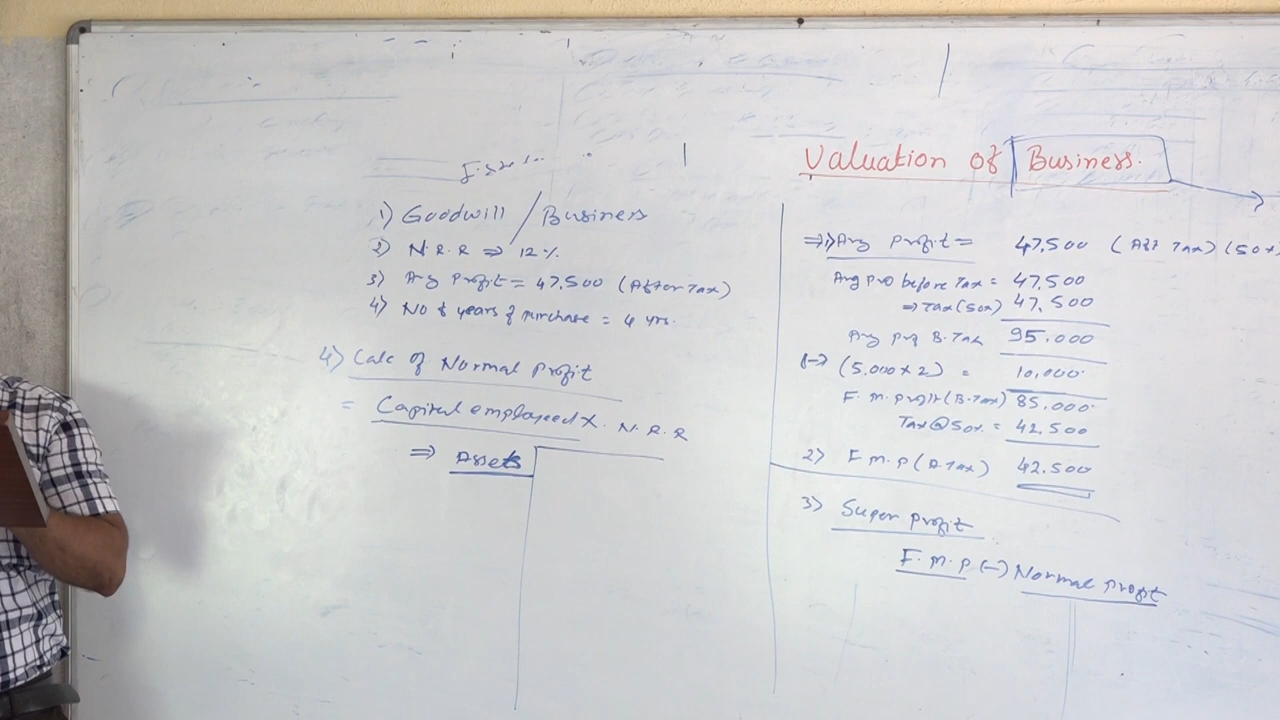 Valuation of Business.
1) Goodwill / Business
2) N.R.R ⇒ 12%
3) Avg Profit = 47,500 (After Tax)
4) No of years of purchase = 4 yrs.
4) Calc of Normal Profit
= Capital employeed X. N.R.R
⇒ Assets
⇒1) Avg Profit = 47,500 (Aft Tax) (50%
Avg Pro before Tax = 47,500
⇒ Tax (50%) 47,500
Avg Prof B. Tax 95,000
(-) (5,000 x 2) = 10,000
F.m. profit (B.Tax) 85,000
Tax @ 50% = 42,500
2) F.m.p (A.Tax) 42,500
3) Super Profit
F.m.p (-) Normal Profit